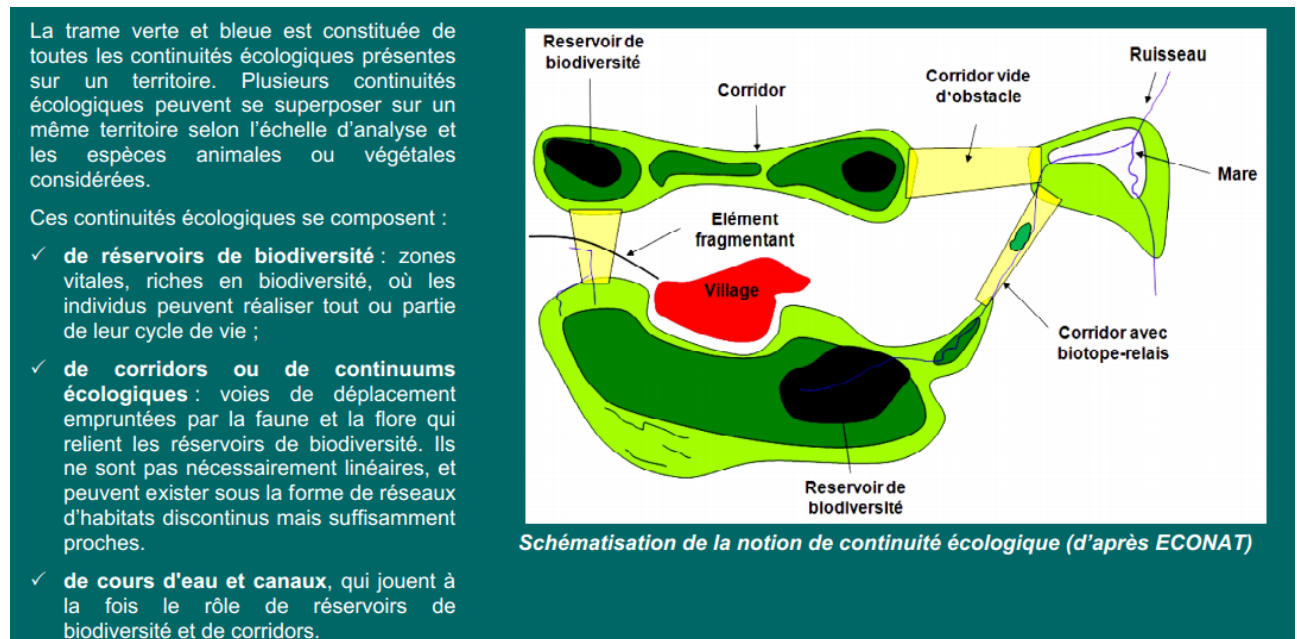 La trame verte et bleue est constituée de
toutes les continuités écologiques présentes
sur un territoire. Plusieurs continuités
écologiques peuvent se superposer sur un
même territoire selon l'échelle d'analyse et
les espèces animales ou végétales
considérées.
Ces continuités écologiques se composent :
✓ de réservoirs de biodiversité : zones
vitales, riches en biodiversité, où les
individus peuvent réaliser tout ou partie
de leur cycle de vie ;
✓ de corridors ou de continuums
écologiques : voies de déplacement
empruntées par la faune et la flore qui
relient les réservoirs de biodiversité. Ils
ne sont pas nécessairement linéaires, et
peuvent exister sous la forme de réseaux
d'habitats discontinus mais suffisamment
proches.
✓ de cours d'eau et canaux, qui jouent à
la fois le rôle de réservoirs de
biodiversité et de corridors.
Reservoir de
biodiversité
Corridor
Corridor vide
d'obstacle
Ruisseau
Mare
Elément
fragmentant
Village
Corridor avec
biotope-relais
Reservoir de
biodiversité
Schématisation de la notion de continuité écologique (d'après ECONAT)